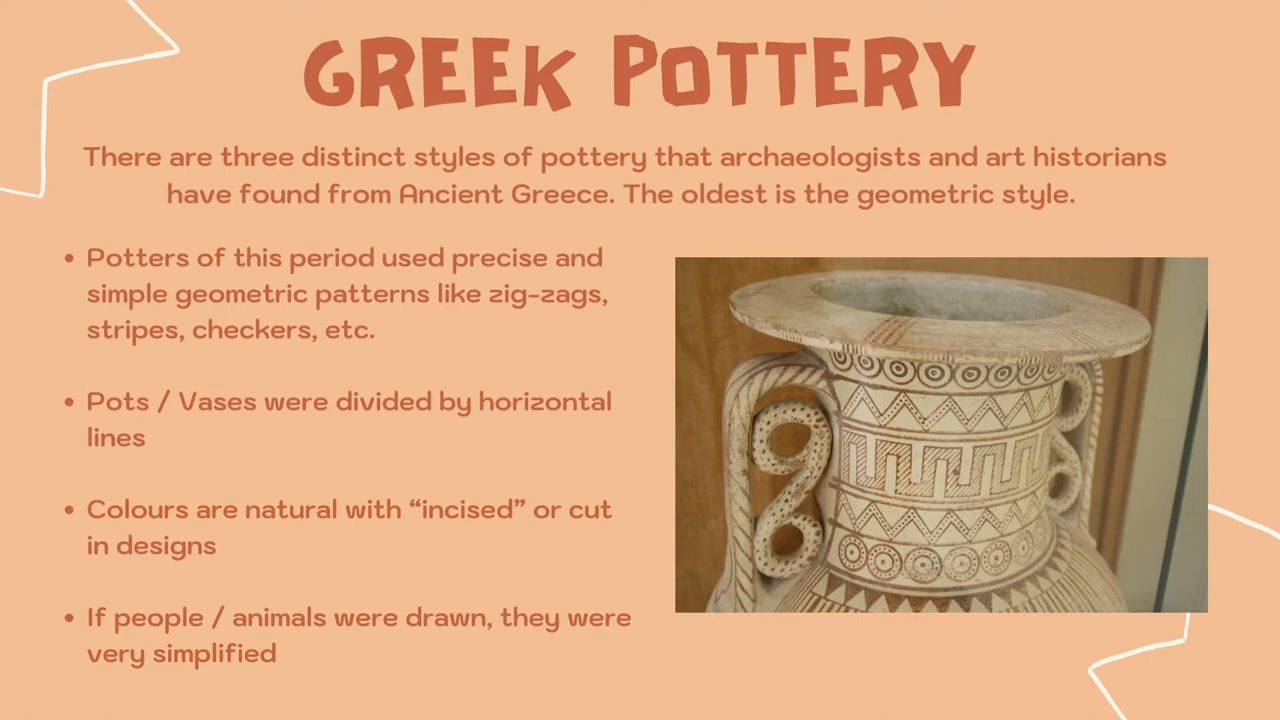 GREEK POTTERY
There are three distinct styles of pottery that archaeologists and art historians
have found from Ancient Greece. The oldest is the geometric style.
• Potters of this period used precise and
simple geometric patterns like zig-zags,
stripes, checkers, etc.
• Pots / Vases were divided by horizontal
lines
• Colours are natural with “incised” or cut
in designs
• If people / animals were drawn, they were
very simplified